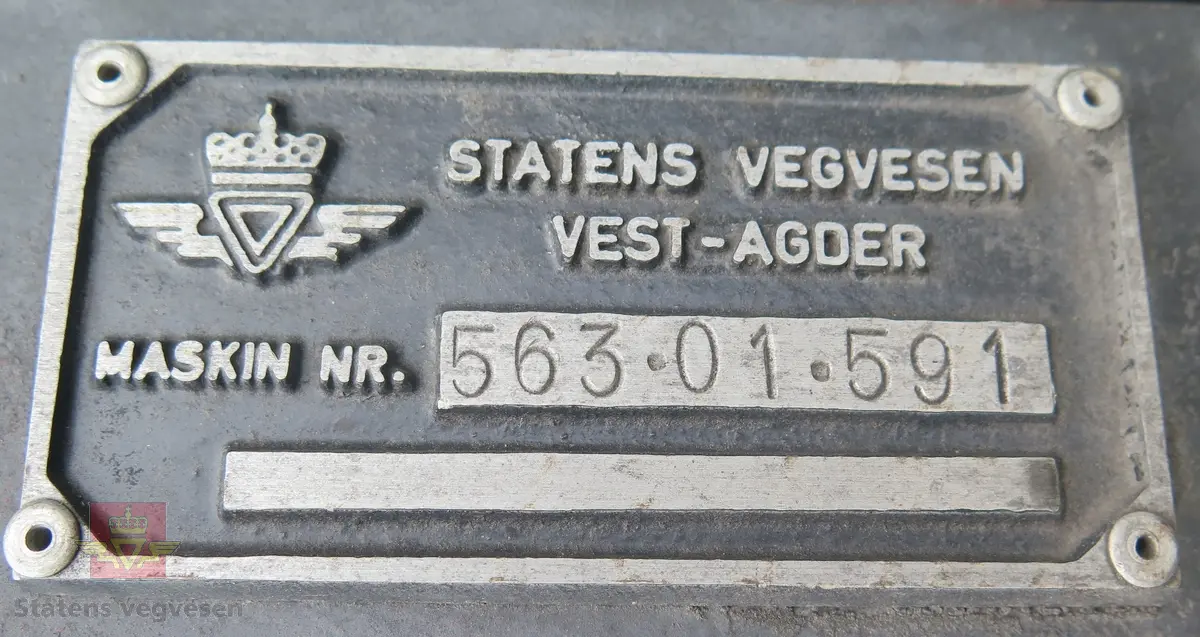 STATENS VEGVESEN
VEST-AGDER
MASKIN NR. 563·01·591
Statens vegvesen